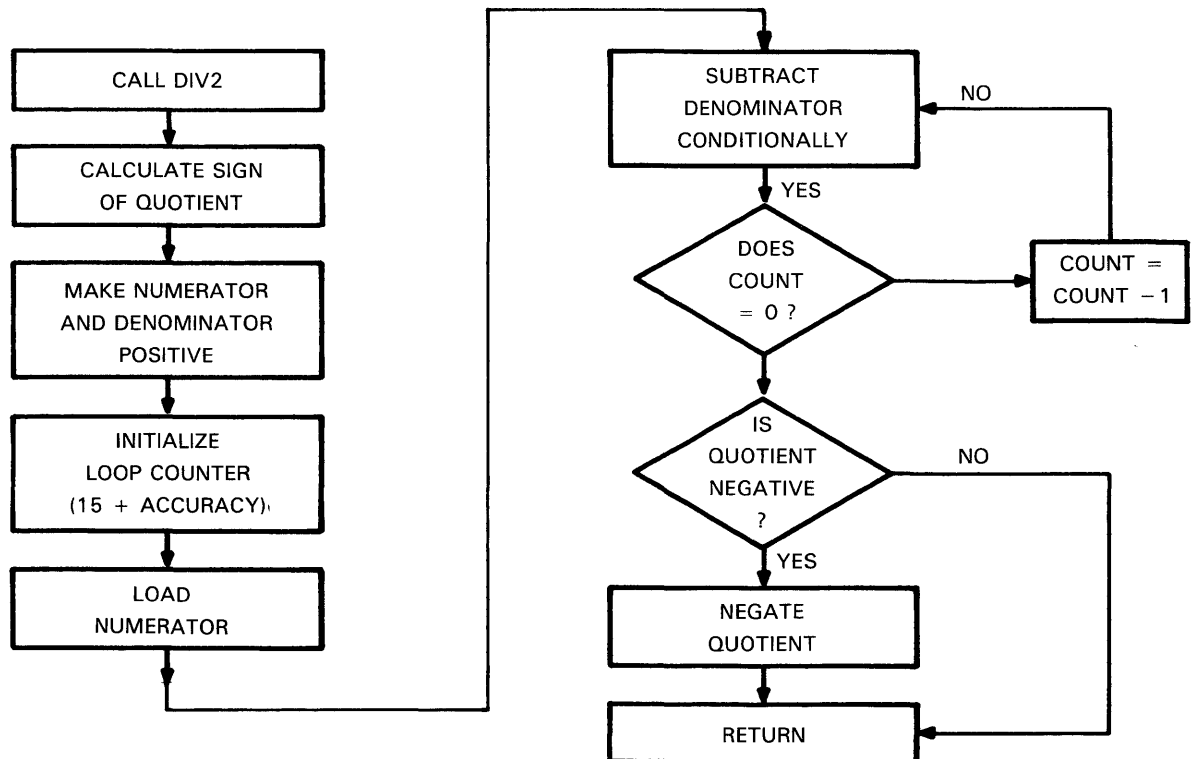 CALL DIV2
CALCULATE SIGN
OF QUOTIENT
MAKE NUMERATOR
AND DENOMINATOR
POSITIVE
INITIALIZE
LOOP COUNTER
(15 + ACCURACY)
LOAD
NUMERATOR
SUBTRACT
DENOMINATOR
CONDITIONALLY
NO
YES
DOES
COUNT
= 0 ?
COUNT =
COUNT − 1
IS
QUOTIENT
NEGATIVE
?
NO
YES
NEGATE
QUOTIENT
RETURN